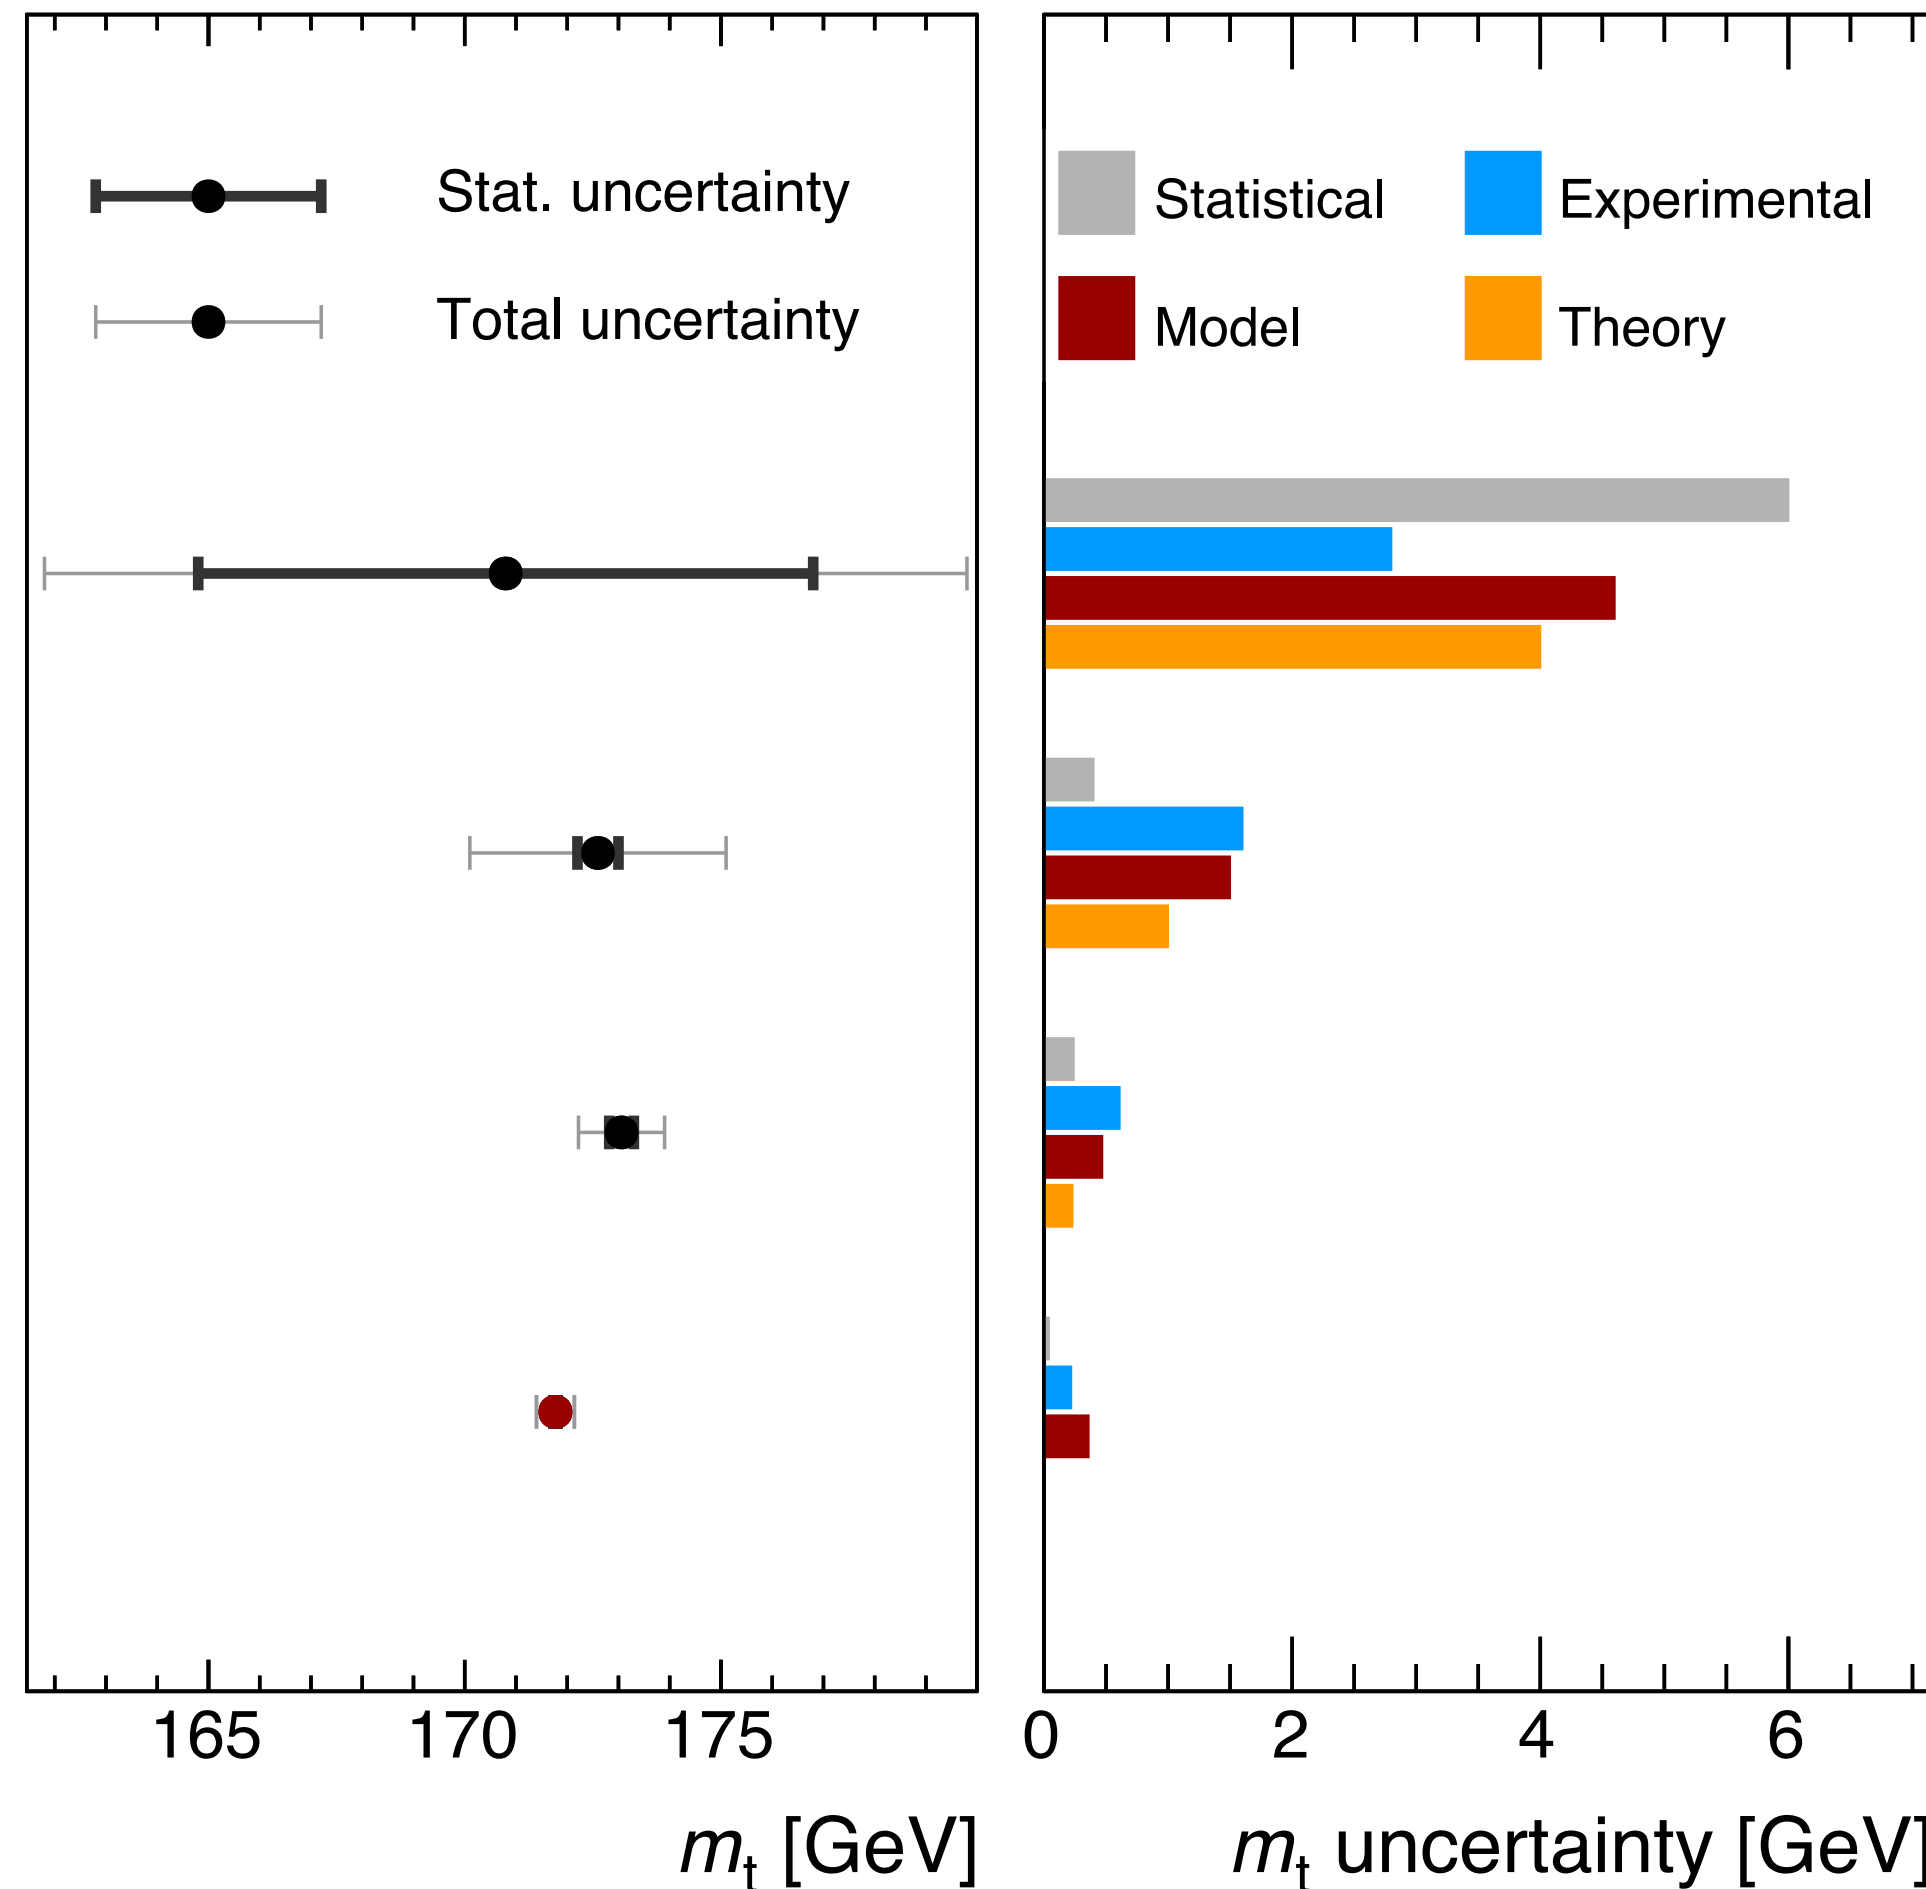 Stat. uncertainty
Total uncertainty
Statistical
Experimental
Model
Theory
165 170 175
0 2 4 6
mt [GeV]
mt uncertainty [GeV]